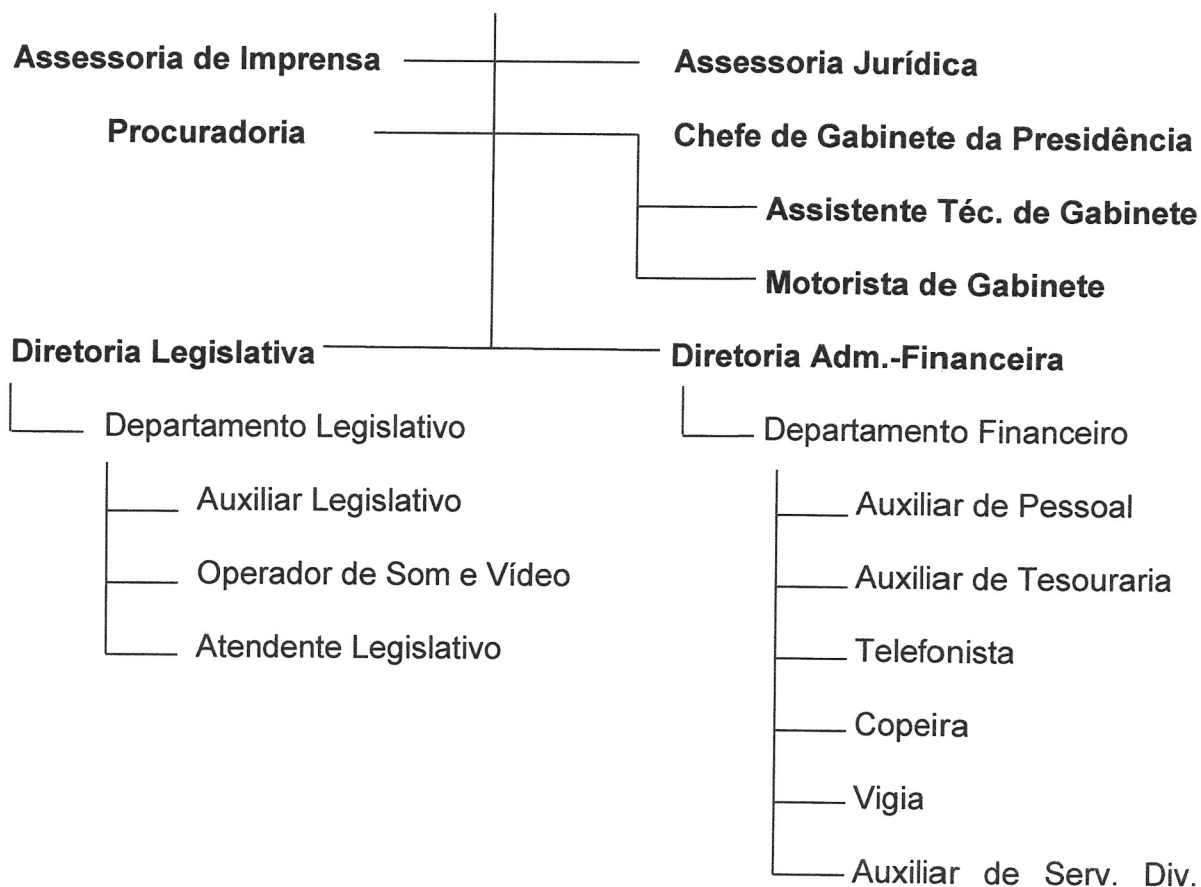 Assessoria de Imprensa
Assessoria Jurídica
Procuradoria
Chefe de Gabinete da Presidência
Assistente Téc. de Gabinete
Motorista de Gabinete
Diretoria Legislativa
Diretoria Adm.-Financeira
Departamento Legislativo
Departamento Financeiro
Auxiliar Legislativo
Auxiliar de Pessoal
Operador de Som e Vídeo
Auxiliar de Tesouraria
Atendente Legislativo
Telefonista
Copeira
Vigia
Auxiliar de Serv. Div.